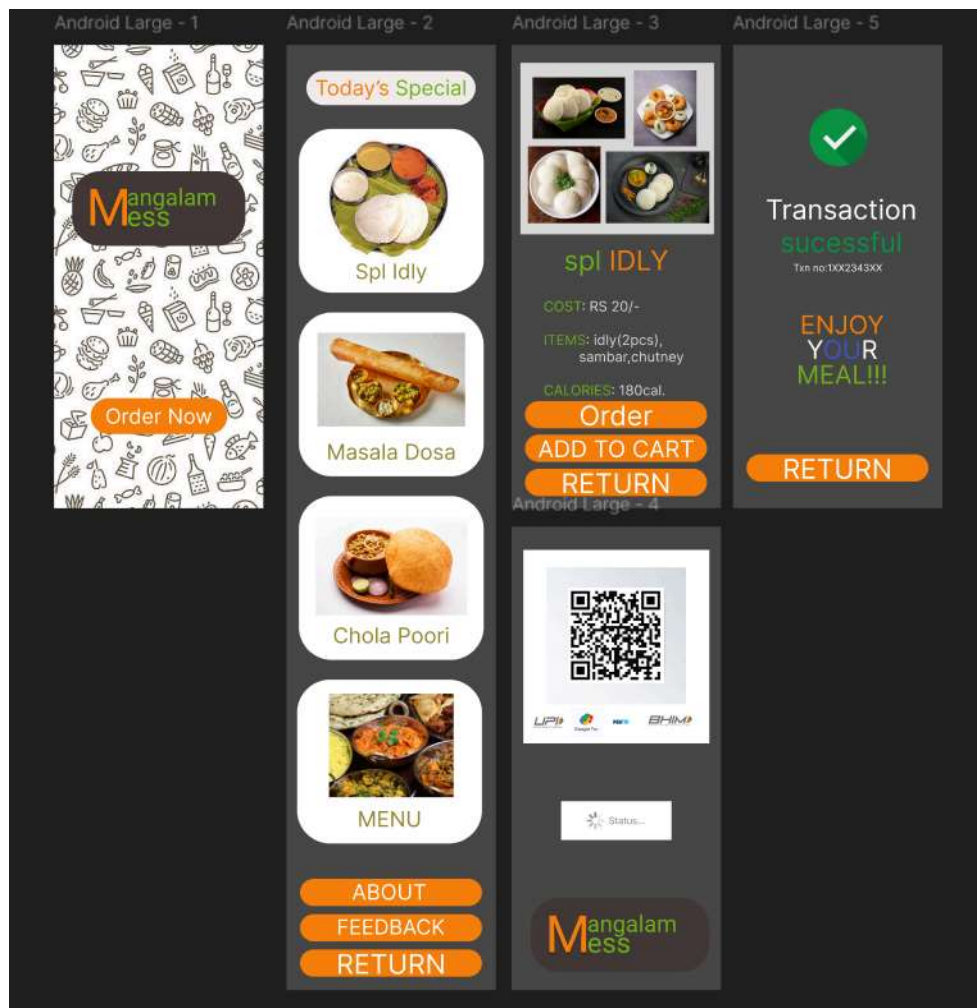 Android Large - 1
Mangalam
Mess
Order Now
Android Large - 2
Today's Special
Spl Idly
Masala Dosa
Chola Poori
MENU
ABOUT
FEEDBACK
RETURN
Android Large - 3
spl IDLY
COST: RS 20/-
ITEMS: idly(2pcs),
sambar,chutney
CALORIES: 180cal.
Order
ADD TO CART
RETURN
Android Large - 4
UPI
Google Pay
Paytm
BHIM
Status...
Mangalam
Mess
Android Large - 5
Transaction
sucessful
Txn no:1XX2343XX
ENJOY
YOUR
MEAL!!!
RETURN